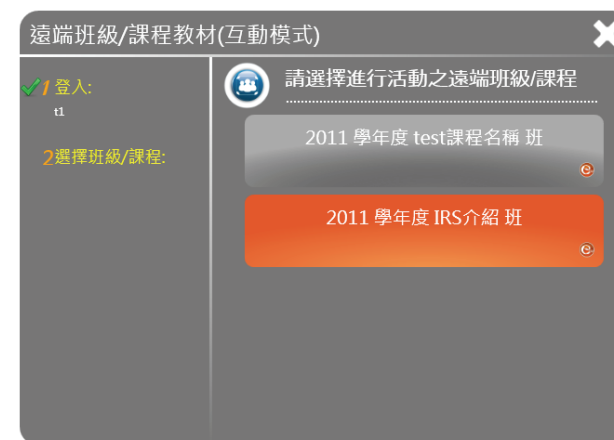 遠端班級/課程教材(互動模式)
1登入:
t1
2選擇班級/課程:
請選擇進行活動之遠端班級/課程
2011 學年度 test課程名稱 班
2011 學年度 IRS介紹 班